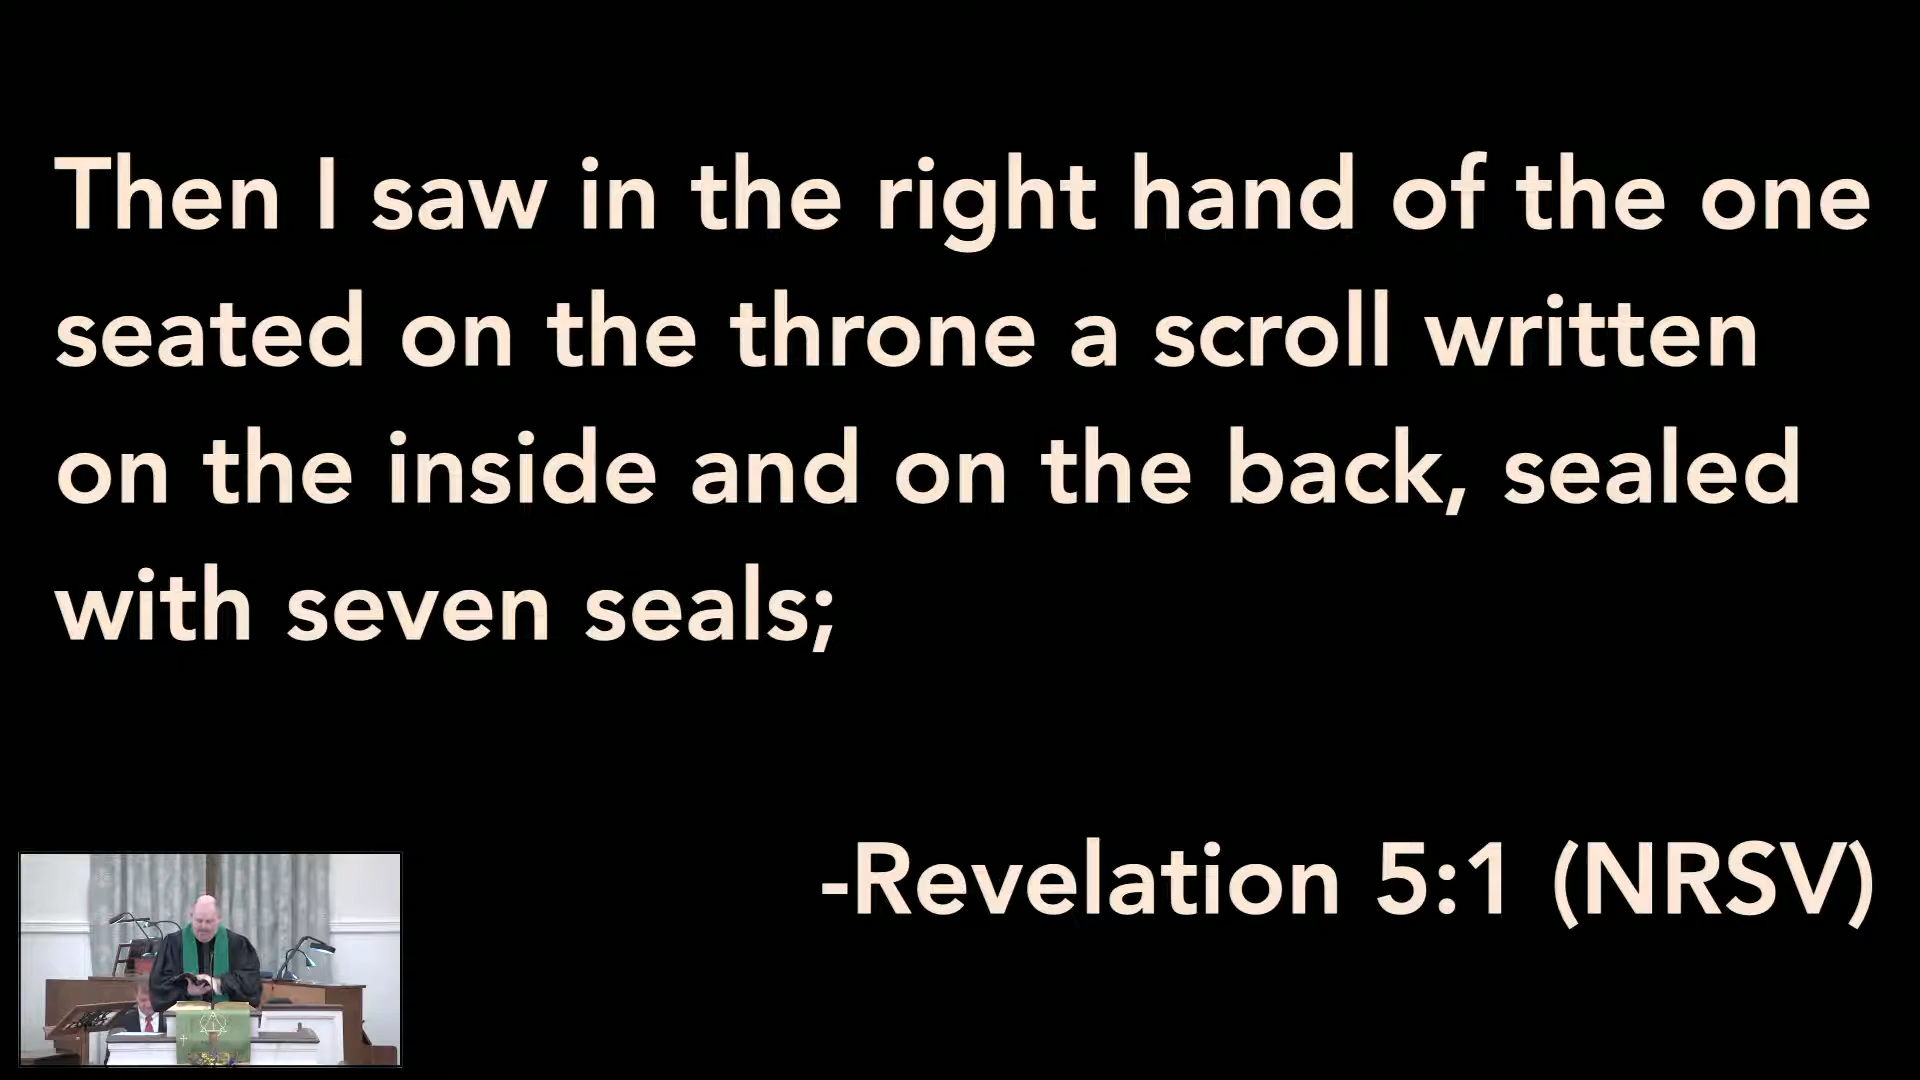 Then I saw in the right hand of the one
seated on the throne a scroll written
on the inside and on the back, sealed
with seven seals;
-Revelation 5:1 (NRSV)